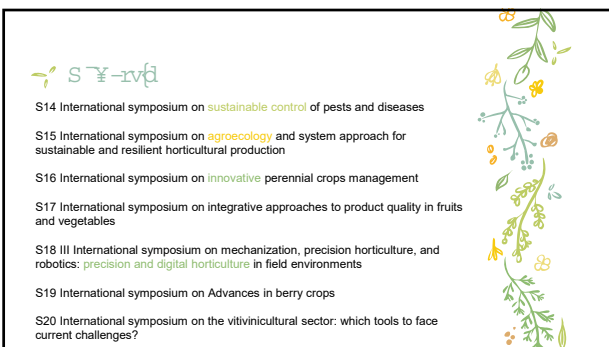 S14 International symposium on sustainable control of pests and diseases
S15 International symposium on agroecology and system approach for
sustainable and resilient horticultural production
S16 International symposium on innovative perennial crops management
S17 International symposium on integrative approaches to product quality in fruits
and vegetables
S18 III International symposium on mechanization, precision horticulture, and
robotics: precision and digital horticulture in field environments
S19 International symposium on Advances in berry crops
S20 International symposium on the vitivinicultural sector: which tools to face
current challenges?